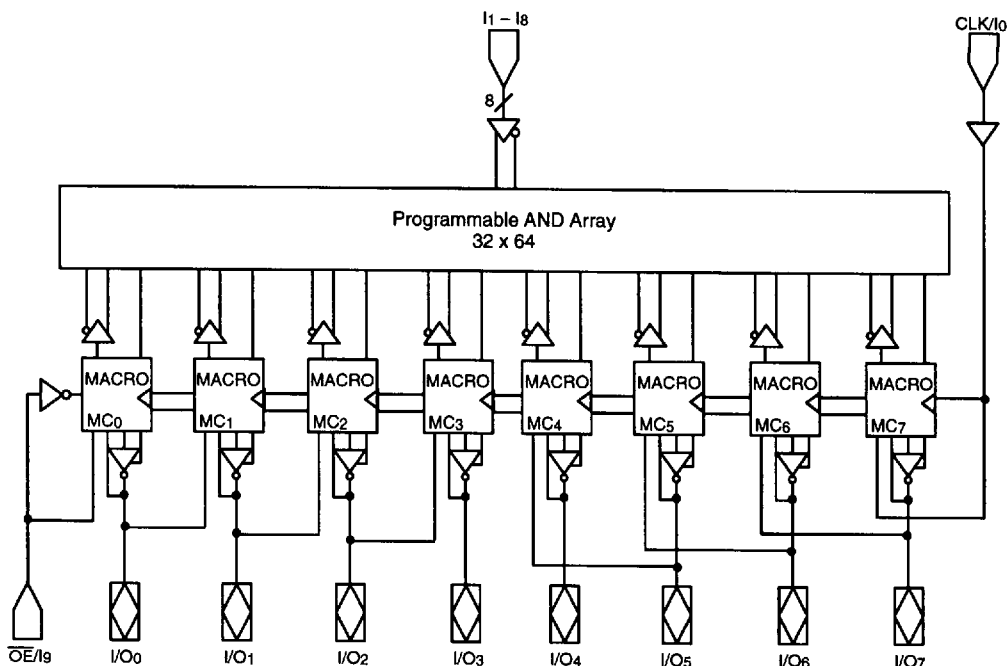 I1 – I8
CLK/I0
8
Programmable AND Array
32 x 64
MACRO MACRO MACRO MACRO MACRO MACRO MACRO MACRO
MC0 MC1 MC2 MC3 MC4 MC5 MC6 MC7
O̅E̅/I9 I/O0 I/O1 I/O2 I/O3 I/O4 I/O5 I/O6 I/O7